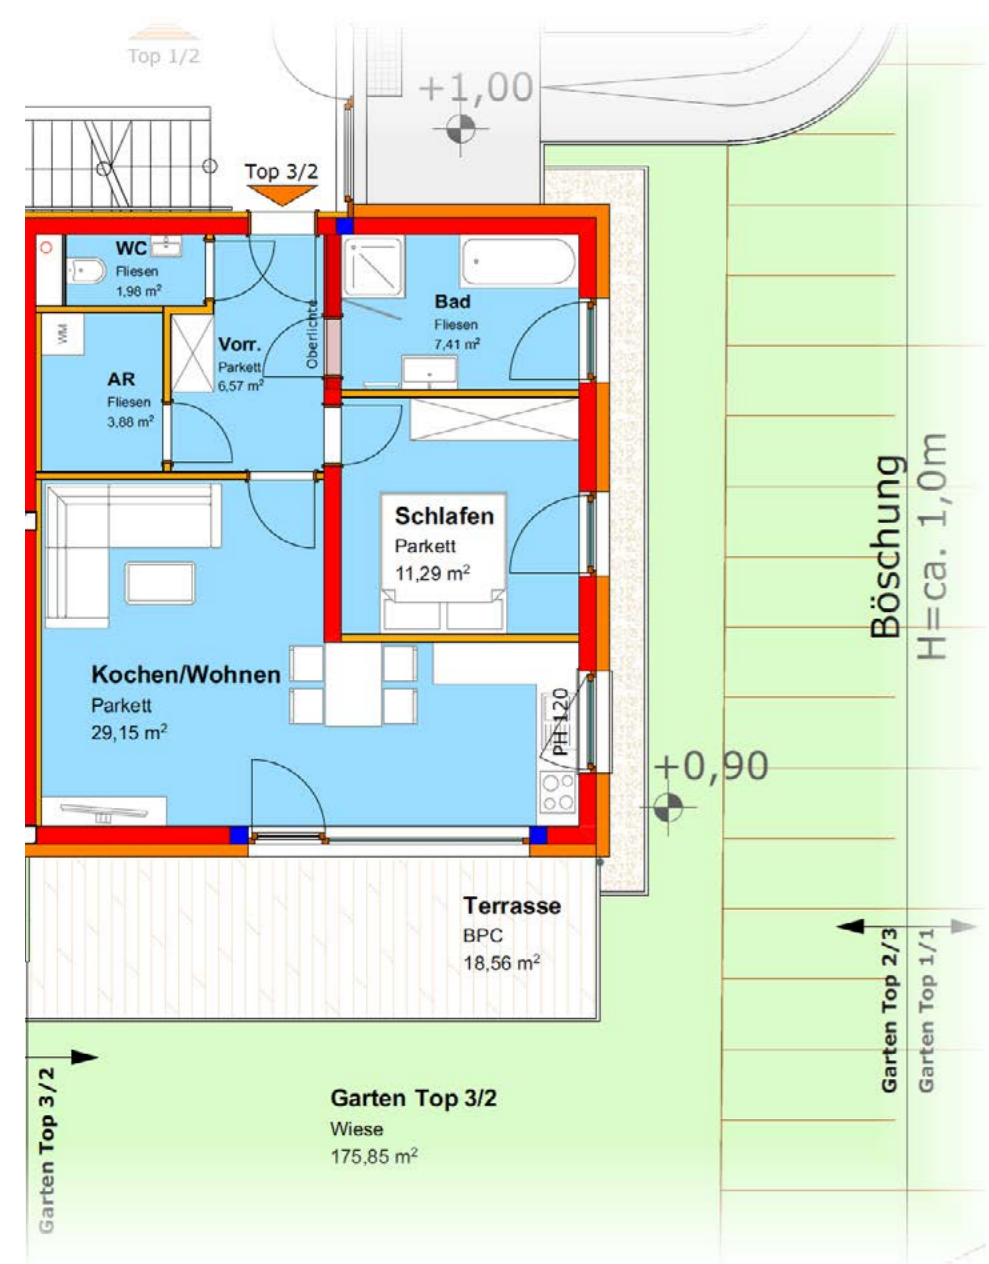 Top 1/2
+1,00
Top 3/2
WC
Fliesen
1,98 m²
Bad
Fliesen
7,41 m²
Oberlichte
WM
Vorr.
Parkett
6,57 m²
AR
Fliesen
3,88 m²
Schlafen
Parkett
11,29 m²
Böschung
H=ca. 1,0m
Kochen/Wohnen
Parkett
29,15 m²
PH 120
+0,90
Terrasse
BPC
18,56 m²
Garten Top 2/3
Garten Top 1/1
Garten Top 3/2
Garten Top 3/2
Wiese
175,85 m²